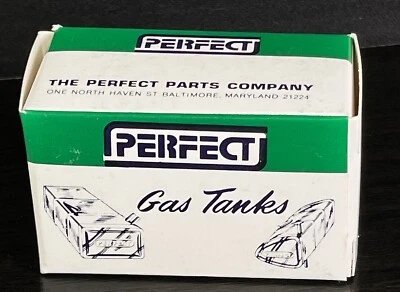 PERFECT
THE PERFECT PARTS COMPANY
ONE NORTH HAVEN ST BALTIMORE, MARYLAND 21224
PERFECT
Gas Tanks